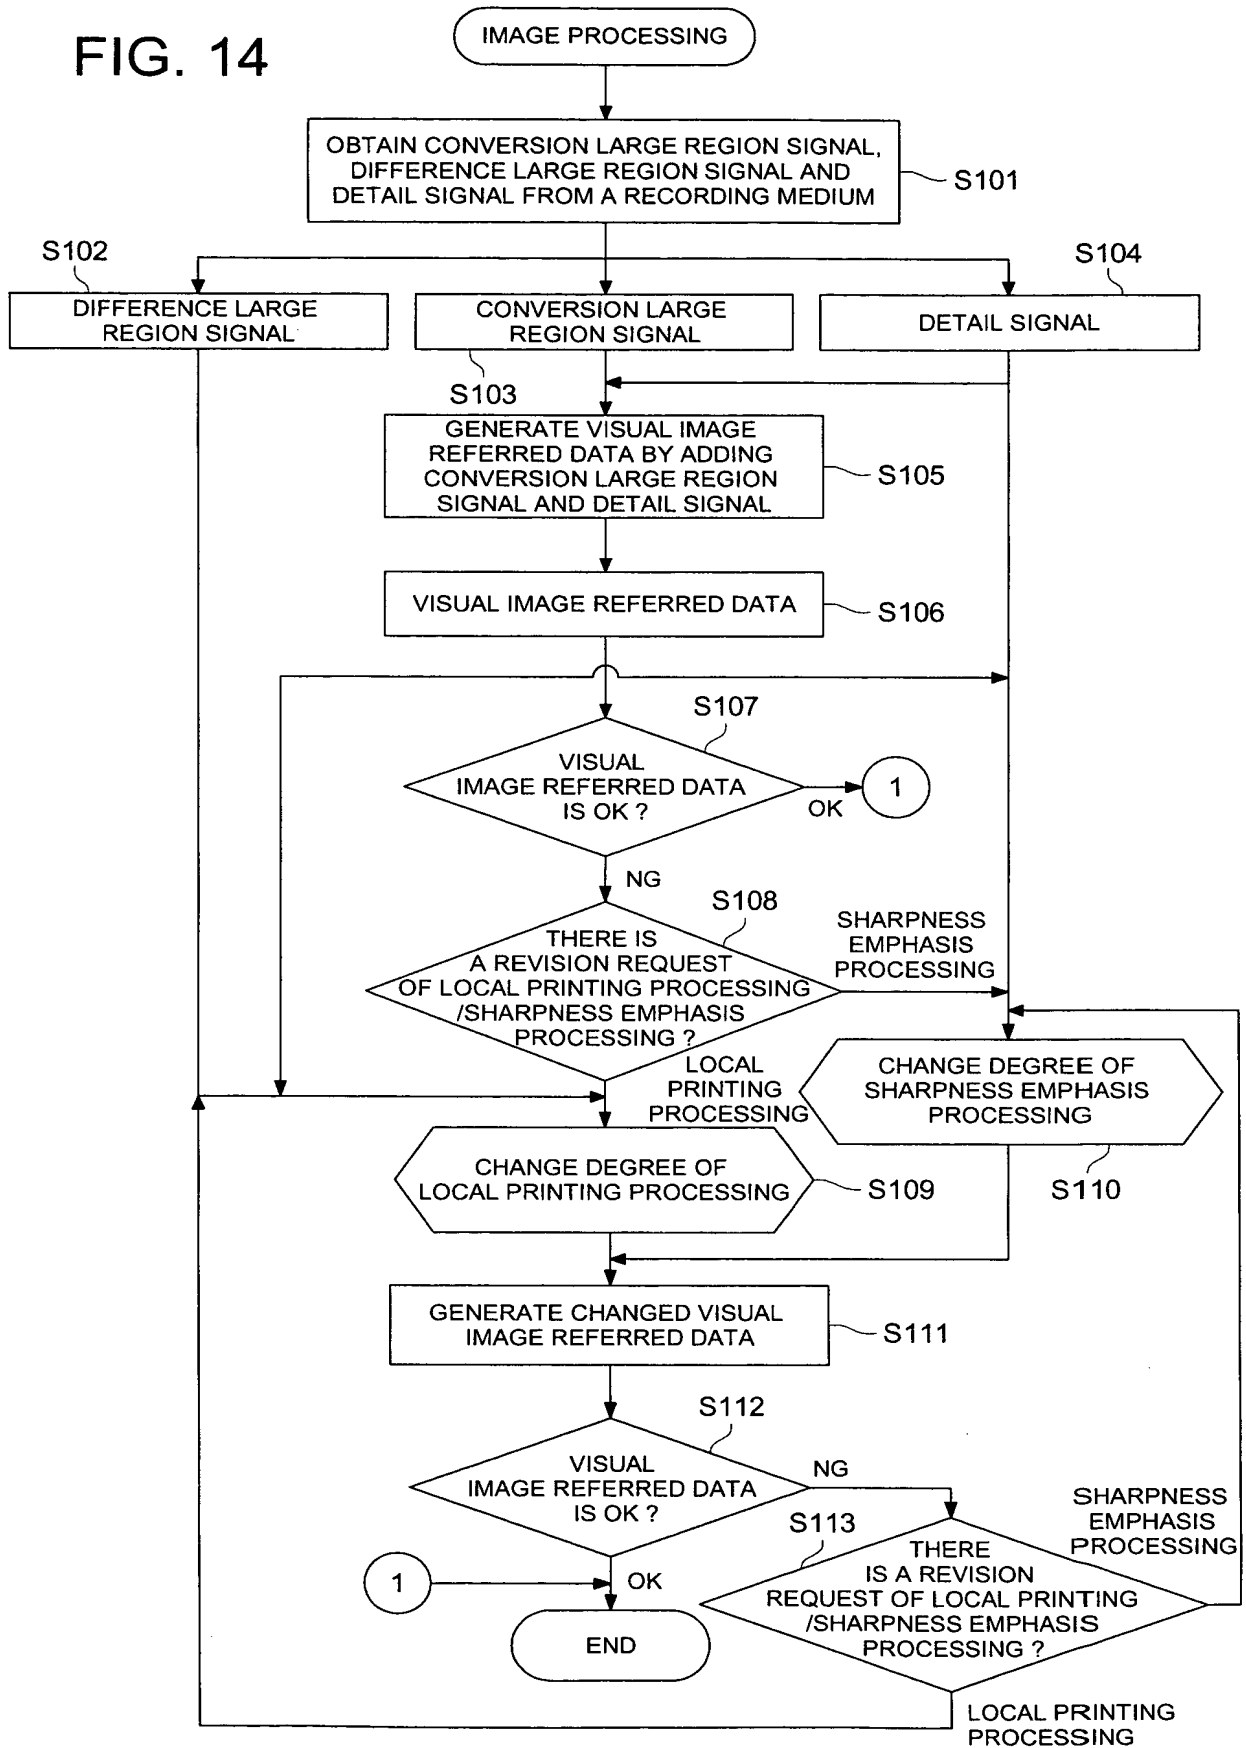 FIG. 14
IMAGE PROCESSING
OBTAIN CONVERSION LARGE REGION SIGNAL,
DIFFERENCE LARGE REGION SIGNAL AND
DETAIL SIGNAL FROM A RECORDING MEDIUM
S101
S102
DIFFERENCE LARGE
REGION SIGNAL
CONVERSION LARGE
REGION SIGNAL
S103
S104
DETAIL SIGNAL
GENERATE VISUAL IMAGE
REFERRED DATA BY ADDING
CONVERSION LARGE REGION
SIGNAL AND DETAIL SIGNAL
S105
VISUAL IMAGE REFERRED DATA
S106
S107
VISUAL
IMAGE REFERRED DATA
IS OK ?
OK
1
NG
S108
THERE IS
A REVISION REQUEST
OF LOCAL PRINTING PROCESSING
/SHARPNESS EMPHASIS
PROCESSING ?
SHARPNESS
EMPHASIS
PROCESSING
LOCAL
PRINTING
PROCESSING
CHANGE DEGREE OF
SHARPNESS EMPHASIS
PROCESSING
S110
CHANGE DEGREE OF
LOCAL PRINTING PROCESSING
S109
GENERATE CHANGED VISUAL
IMAGE REFERRED DATA
S111
S112
VISUAL
IMAGE REFERRED DATA
IS OK ?
NG
S113
THERE
IS A REVISION
REQUEST OF LOCAL PRINTING
/SHARPNESS EMPHASIS
PROCESSING ?
SHARPNESS
EMPHASIS
PROCESSING
1
OK
END
LOCAL PRINTING
PROCESSING